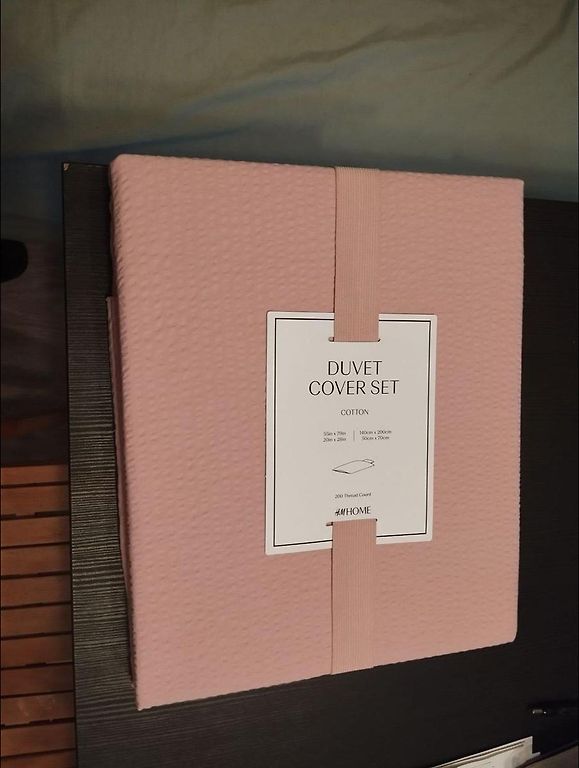 DUVET
COVER SET
COTTON
55in x 79in | 140cm x 200cm
20in x 28in | 50cm x 70cm
200 Thread Count
H&M HOME